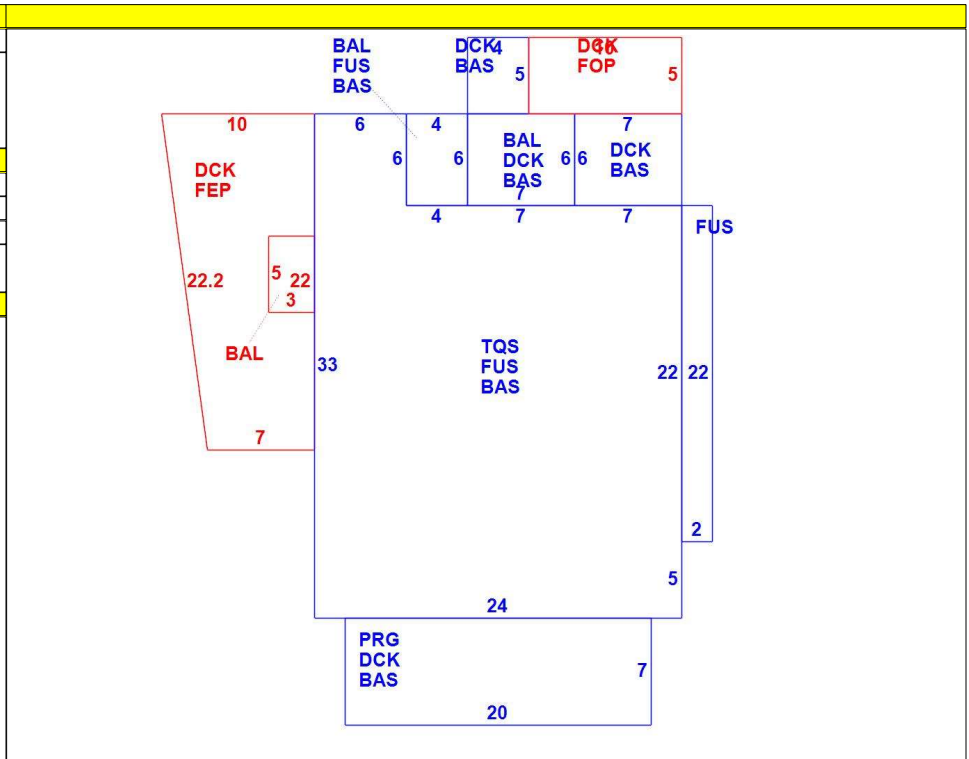 BAL
FUS
BAS
DCK
BAS
4
5
DCK
FOP
10
5
10
6
4
7
DCK
FEP
6
6
BAL
DCK
BAS
7
6
6
DCK
BAS
4
7
7
FUS
22.2
5
22
3
BAL
33
TQS
FUS
BAS
22
22
7
2
5
24
PRG
DCK
BAS
7
20